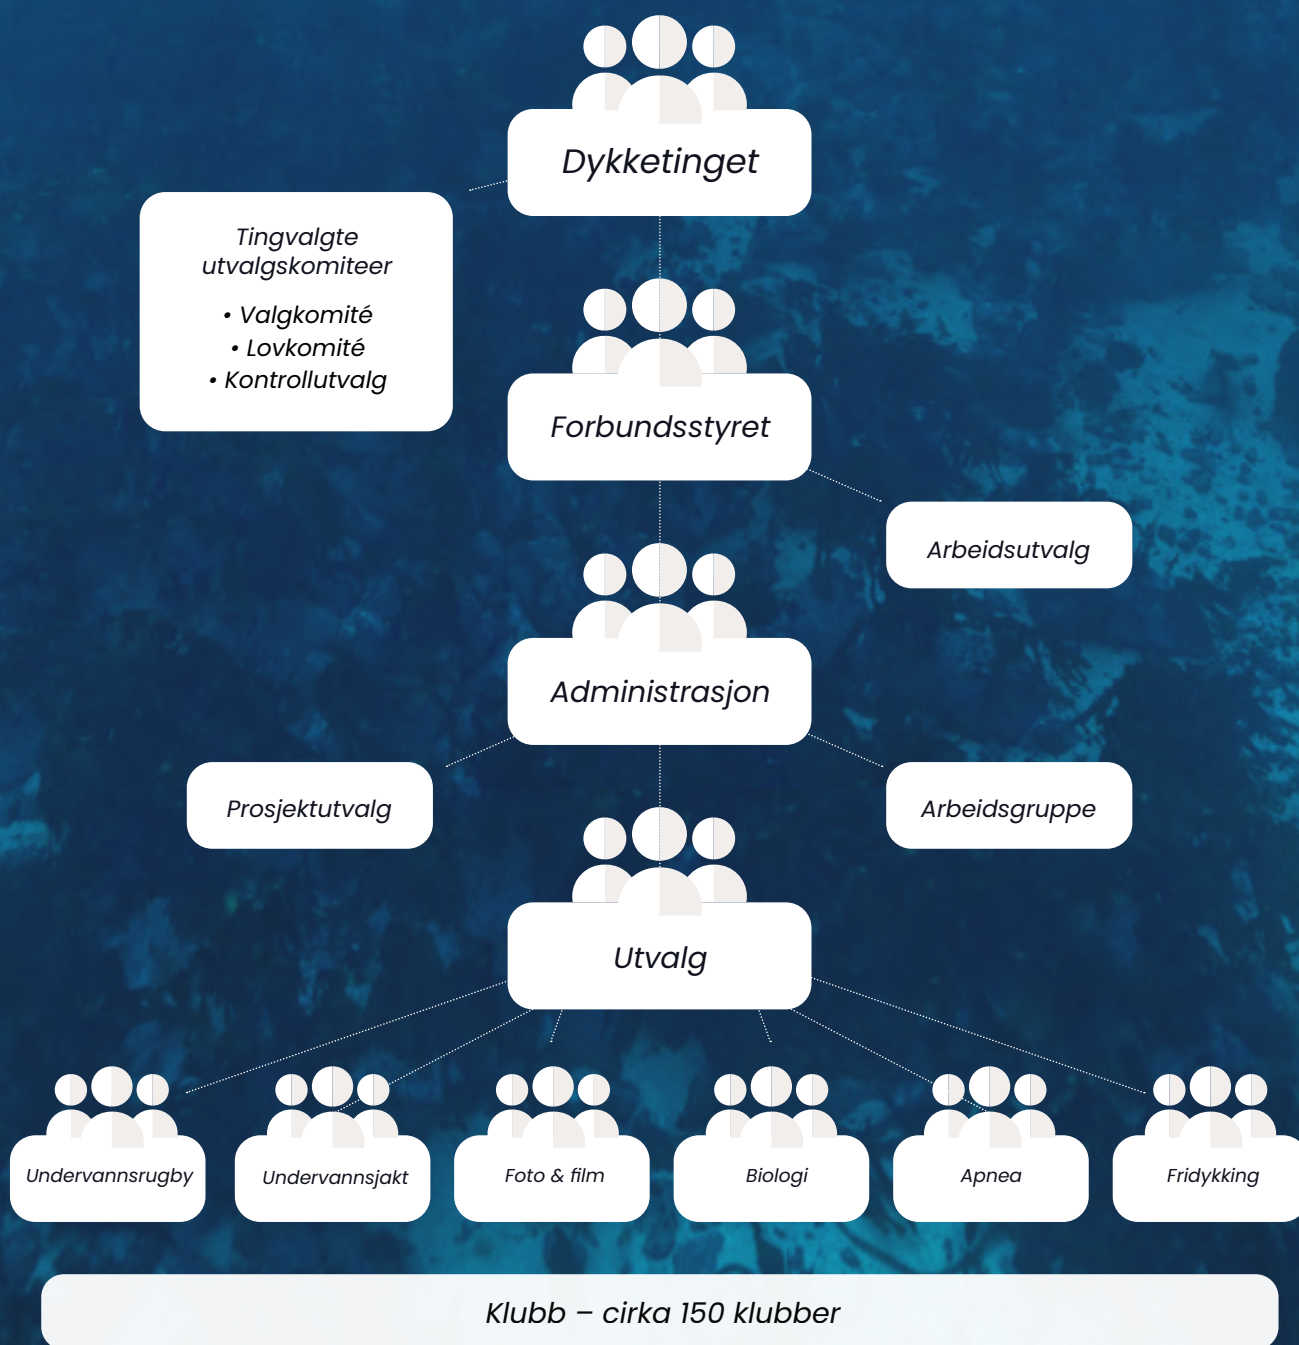 Dykketinget
Tingvalgte
utvalgskomiteer
• Valgkomité
• Lovkomité
• Kontrollutvalg
Forbundsstyret
Arbeidsutvalg
Administrasjon
Prosjektutvalg
Arbeidsgruppe
Utvalg
Undervannsrugby
Undervannsjakt
Foto & film
Biologi
Apnea
Fridykking
Klubb – cirka 150 klubber